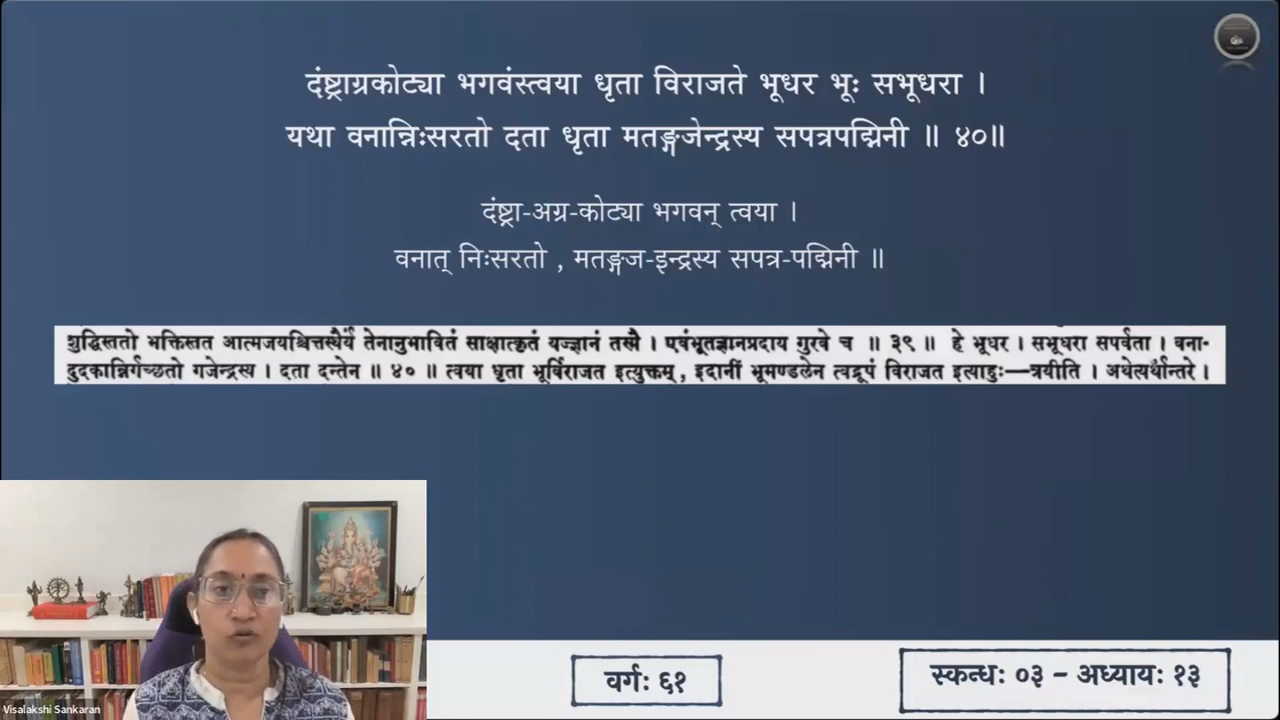 दंष्ट्राग्रकोट्या भगवंस्त्वया धृता विराजते भूधर भूः सभूधरा ।
यथा वनान्निःसरतो दता धृता मतङ्गजेन्द्रस्य सपत्रपद्मिनी ॥ ४०॥
दंष्ट्रा-अग्र-कोट्या भगवन् त्वया ।
वनात् निःसरतो , मतङ्गज-इन्द्रस्य सपत्र-पद्मिनी ॥
शुद्धिस्ततो भक्तिस्तत आत्मजयश्चित्तस्थैर्यं तेनानुभावितं साक्षात्कृतं यज्ज्ञानं तस्मै । एवंभूतज्ञानप्रदाय गुरवे च ॥ ३९ ॥ हे भूधर । सभूधरा सपर्वता । वना-
दुदकान्निर्गच्छतो गजेन्द्रस्य । दता दन्तेन ॥ ४० ॥ त्वया धृता भूर्विराजत इत्युक्तम् , इदानीं भूमण्डलेन त्वद्रूपं विराजत इत्याहुः—त्रयीति । अथेत्यर्थान्तरे ।
वर्गः ६१
स्कन्धः ०३ – अध्यायः १३
Visalakshi Sankaran